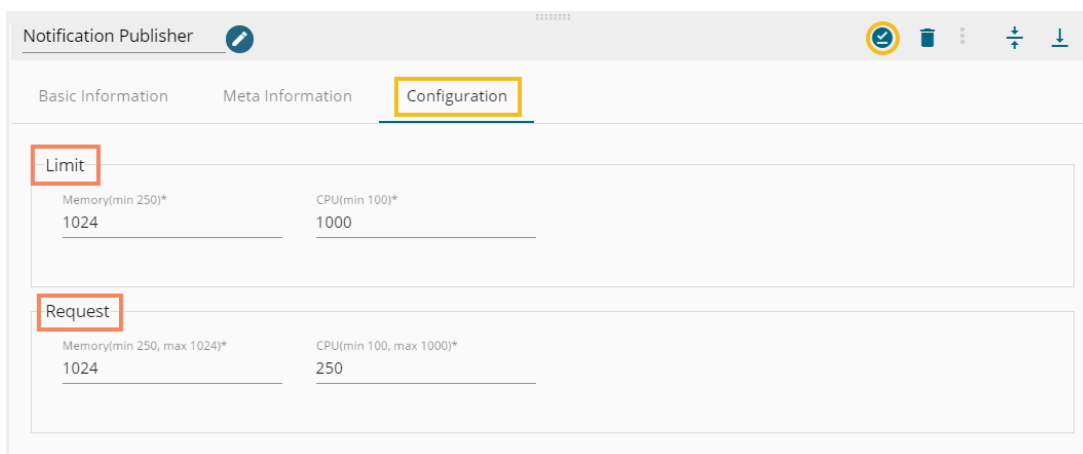 Notification Publisher
Basic Information Meta Information Configuration
Limit
Memory(min 250)* CPU(min 100)*
1024 1000
Request
Memory(min 250, max 1024)* CPU(min 100, max 1000)*
1024 250